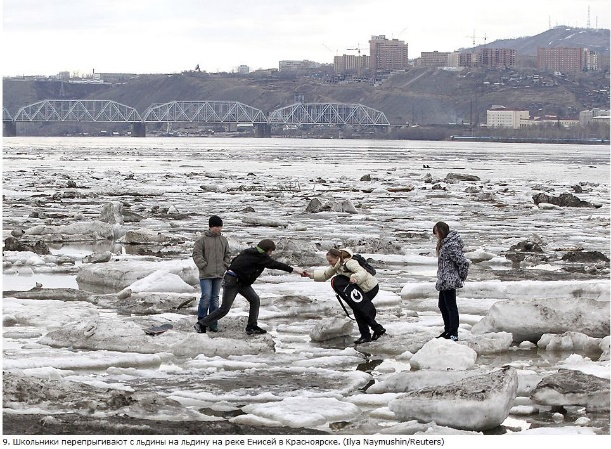 9. Школьники перепрыгивают с льдины на льдину на реке Енисей в Красноярске. (Ilya Naymushin/Reuters)